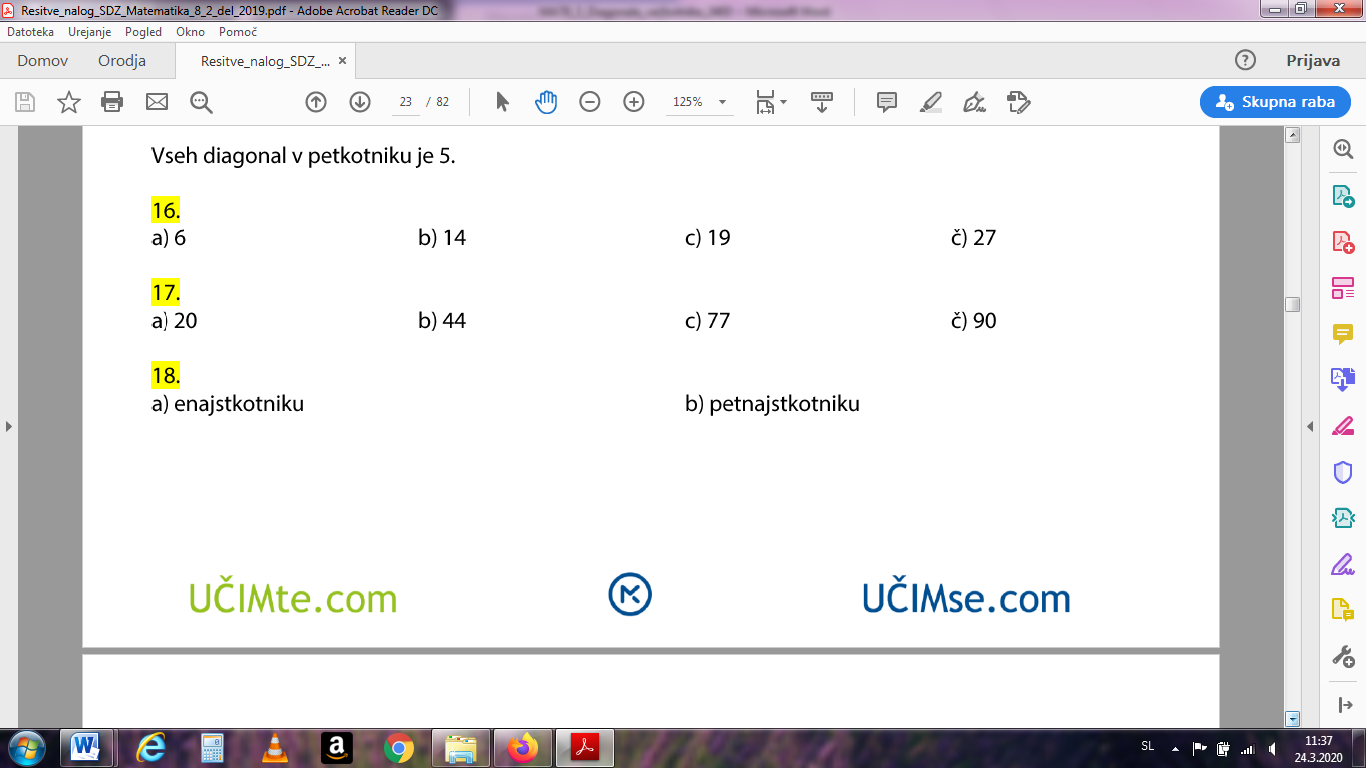 Resitve_nalog_SDZ_Matematika_8_2_del_2019.pdf - Adobe Acrobat Reader DC
Datoteka Urejanje Pogled Okno Pomoč
Domov Orodja Resitve_nalog_SDZ_... × Prijava
23 / 82 125% Skupna raba
Vseh diagonal v petkotniku je 5.
16.
a) 6 b) 14 c) 19 č) 27
17.
a) 20 b) 44 c) 77 č) 90
18.
a) enajstkotniku b) petnajstkotniku
UČIMte.com UČIMse.com
SL 11:37
24.3.2020